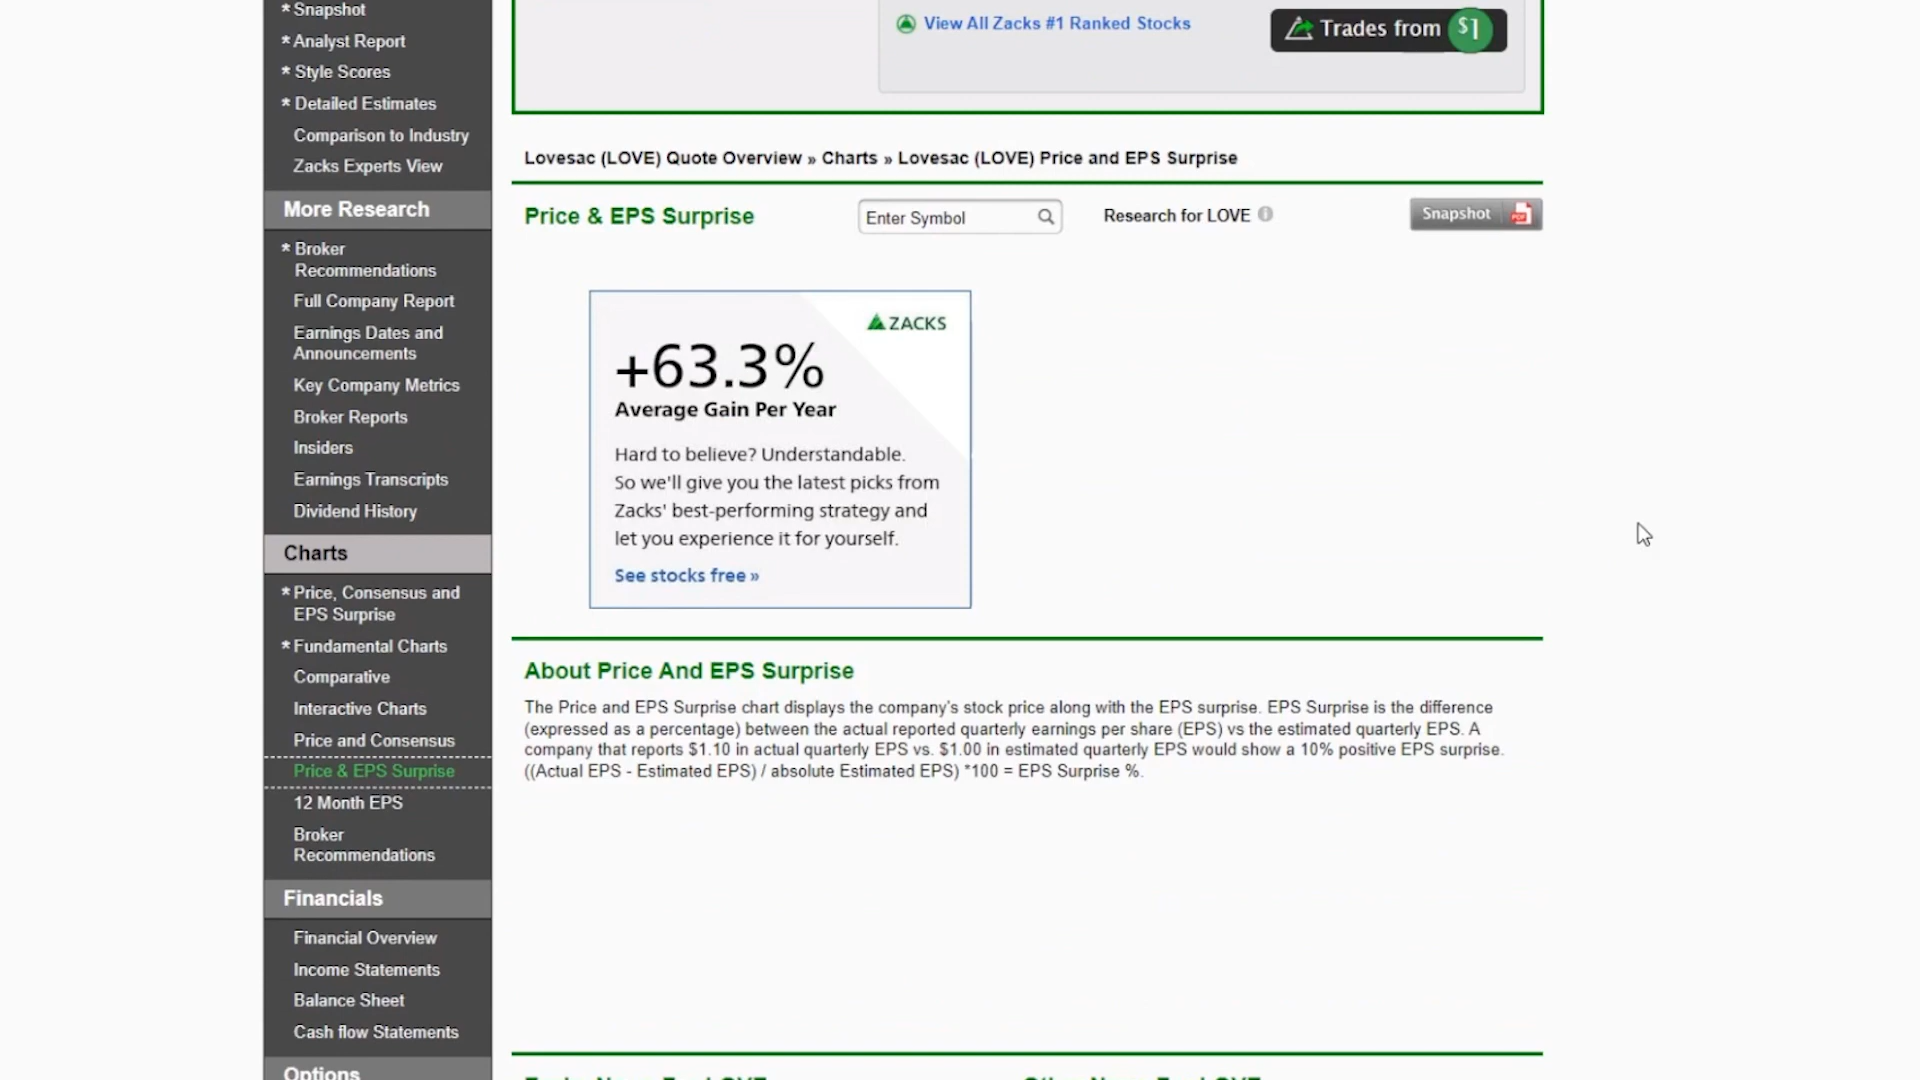 * Snapshot
* Analyst Report
* Style Scores
* Detailed Estimates
Comparison to Industry
Zacks Experts View
More Research
* Broker
Recommendations
Full Company Report
Earnings Dates and
Announcements
Key Company Metrics
Broker Reports
Insiders
Earnings Transcripts
Dividend History
Charts
* Price, Consensus and
EPS Surprise
* Fundamental Charts
Comparative
Interactive Charts
Price and Consensus
Price & EPS Surprise
12 Month EPS
Broker
Recommendations
Financials
Financial Overview
Income Statements
Balance Sheet
Cash flow Statements
Options
View All Zacks #1 Ranked Stocks
Trades from $1
Lovesac (LOVE) Quote Overview » Charts » Lovesac (LOVE) Price and EPS Surprise
Price & EPS Surprise
Enter Symbol
Research for LOVE
Snapshot
PDF
ZACKS
+63.3%
Average Gain Per Year
Hard to believe? Understandable.
So we'll give you the latest picks from
Zacks' best-performing strategy and
let you experience it for yourself.
See stocks free »
About Price And EPS Surprise
The Price and EPS Surprise chart displays the company's stock price along with the EPS surprise. EPS Surprise is the difference
(expressed as a percentage) between the actual reported quarterly earnings per share (EPS) vs the estimated quarterly EPS. A
company that reports $1.10 in actual quarterly EPS vs. $1.00 in estimated quarterly EPS would show a 10% positive EPS surprise.
((Actual EPS - Estimated EPS) / absolute Estimated EPS) *100 = EPS Surprise %.